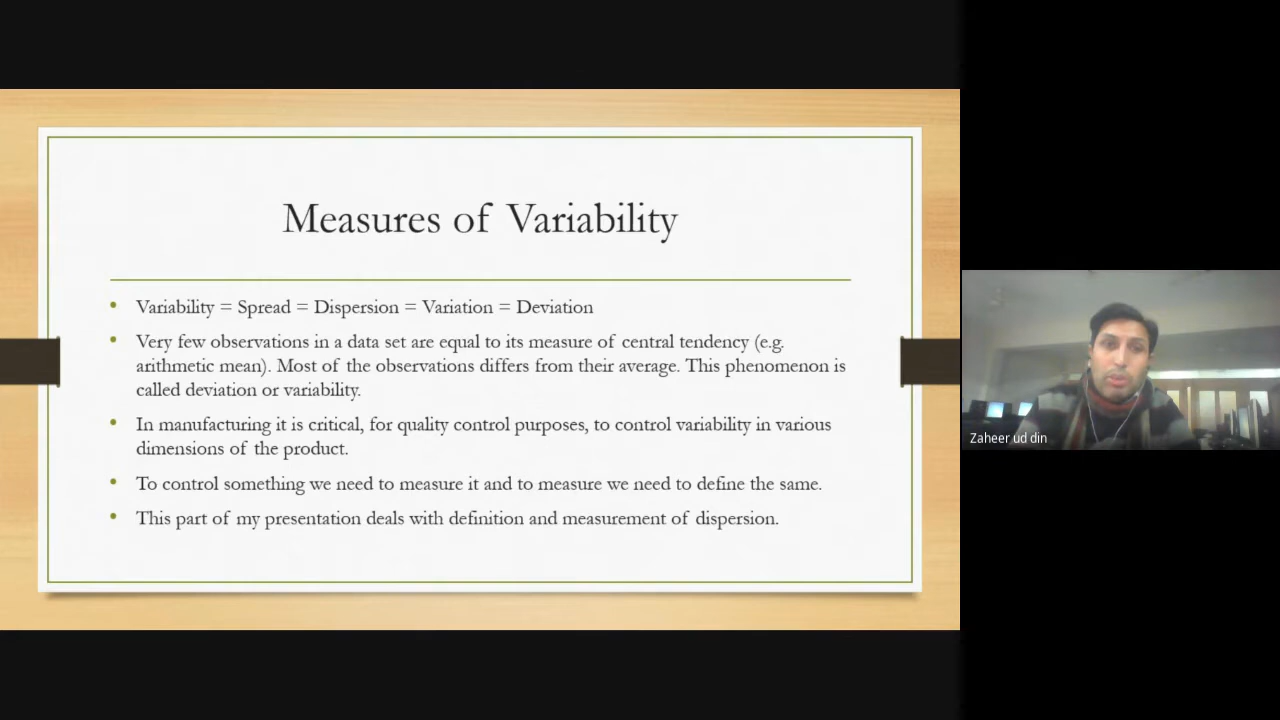 Measures of Variability
Variability = Spread = Dispersion = Variation = Deviation
Very few observations in a data set are equal to its measure of central tendency (e.g.
arithmetic mean). Most of the observations differs from their average. This phenomenon is
called deviation or variability.
In manufacturing it is critical, for quality control purposes, to control variability in various
dimensions of the product.
To control something we need to measure it and to measure we need to define the same.
This part of my presentation deals with definition and measurement of dispersion.
Zaheer ud din